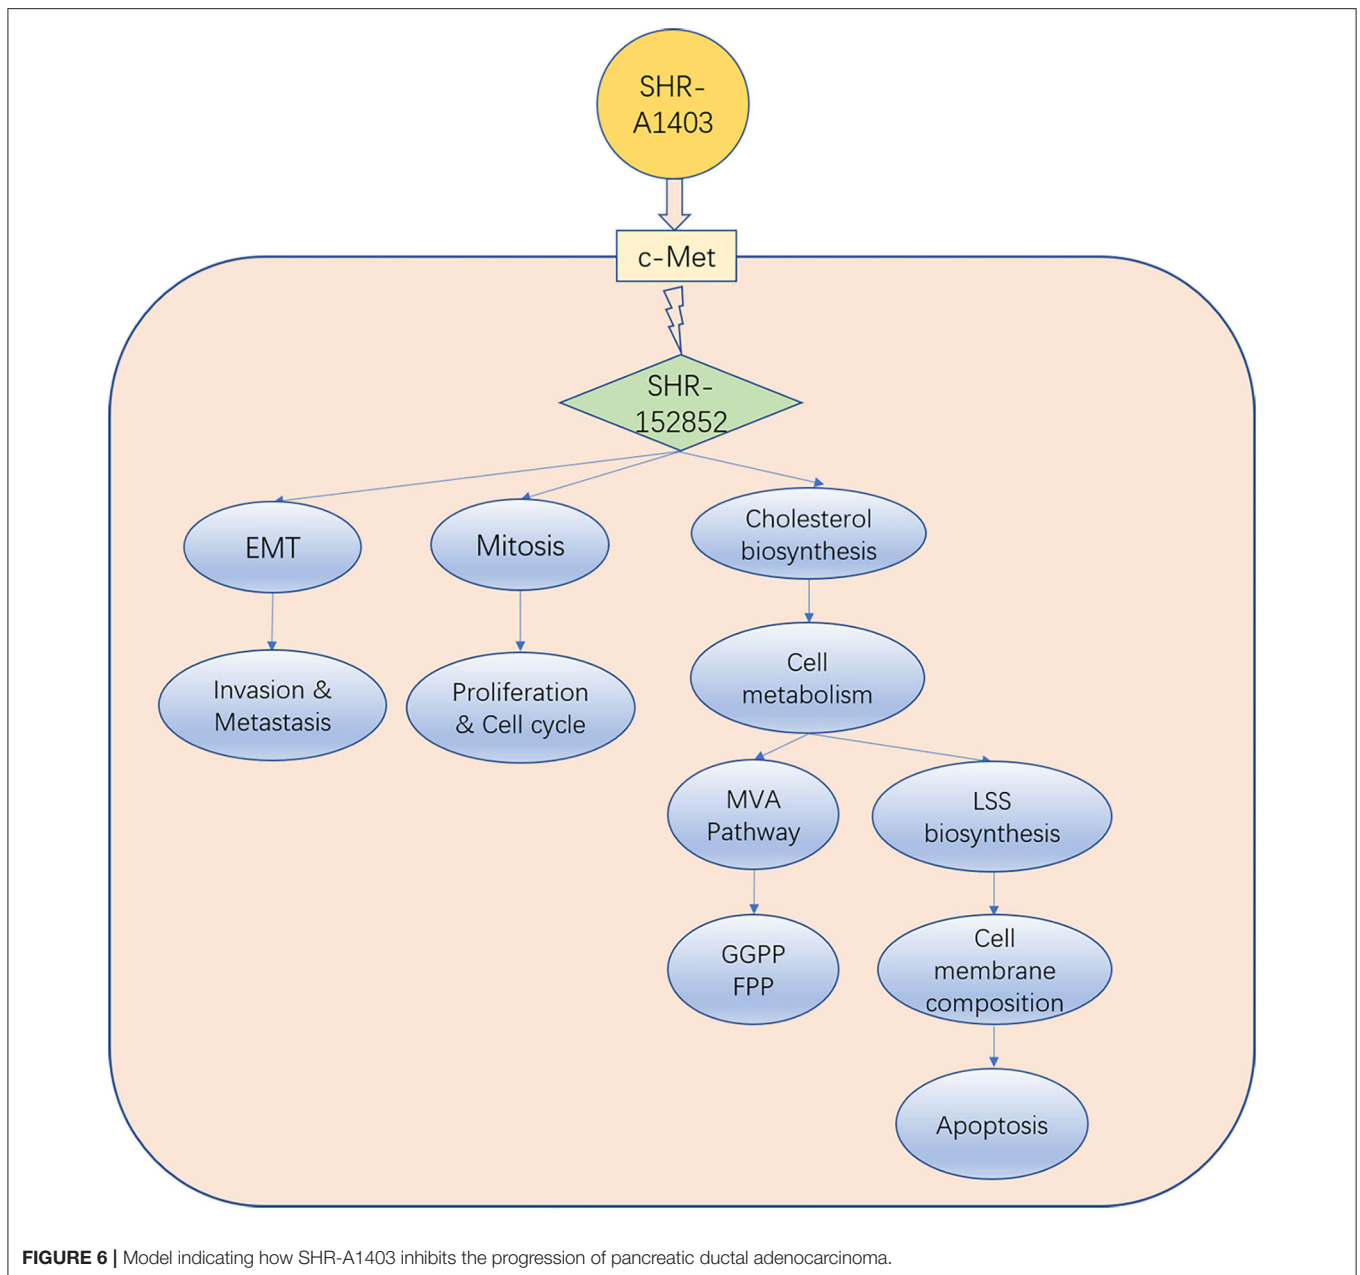 SHR-
A1403
c-Met
SHR-
152852
EMT
Mitosis
Cholesterol
biosynthesis
Invasion &
Metastasis
Proliferation
& Cell cycle
Cell
metabolism
MVA
Pathway
LSS
biosynthesis
GGPP
FPP
Cell
membrane
composition
Apoptosis
FIGURE 6 | Model indicating how SHR-A1403 inhibits the progression of pancreatic ductal adenocarcinoma.